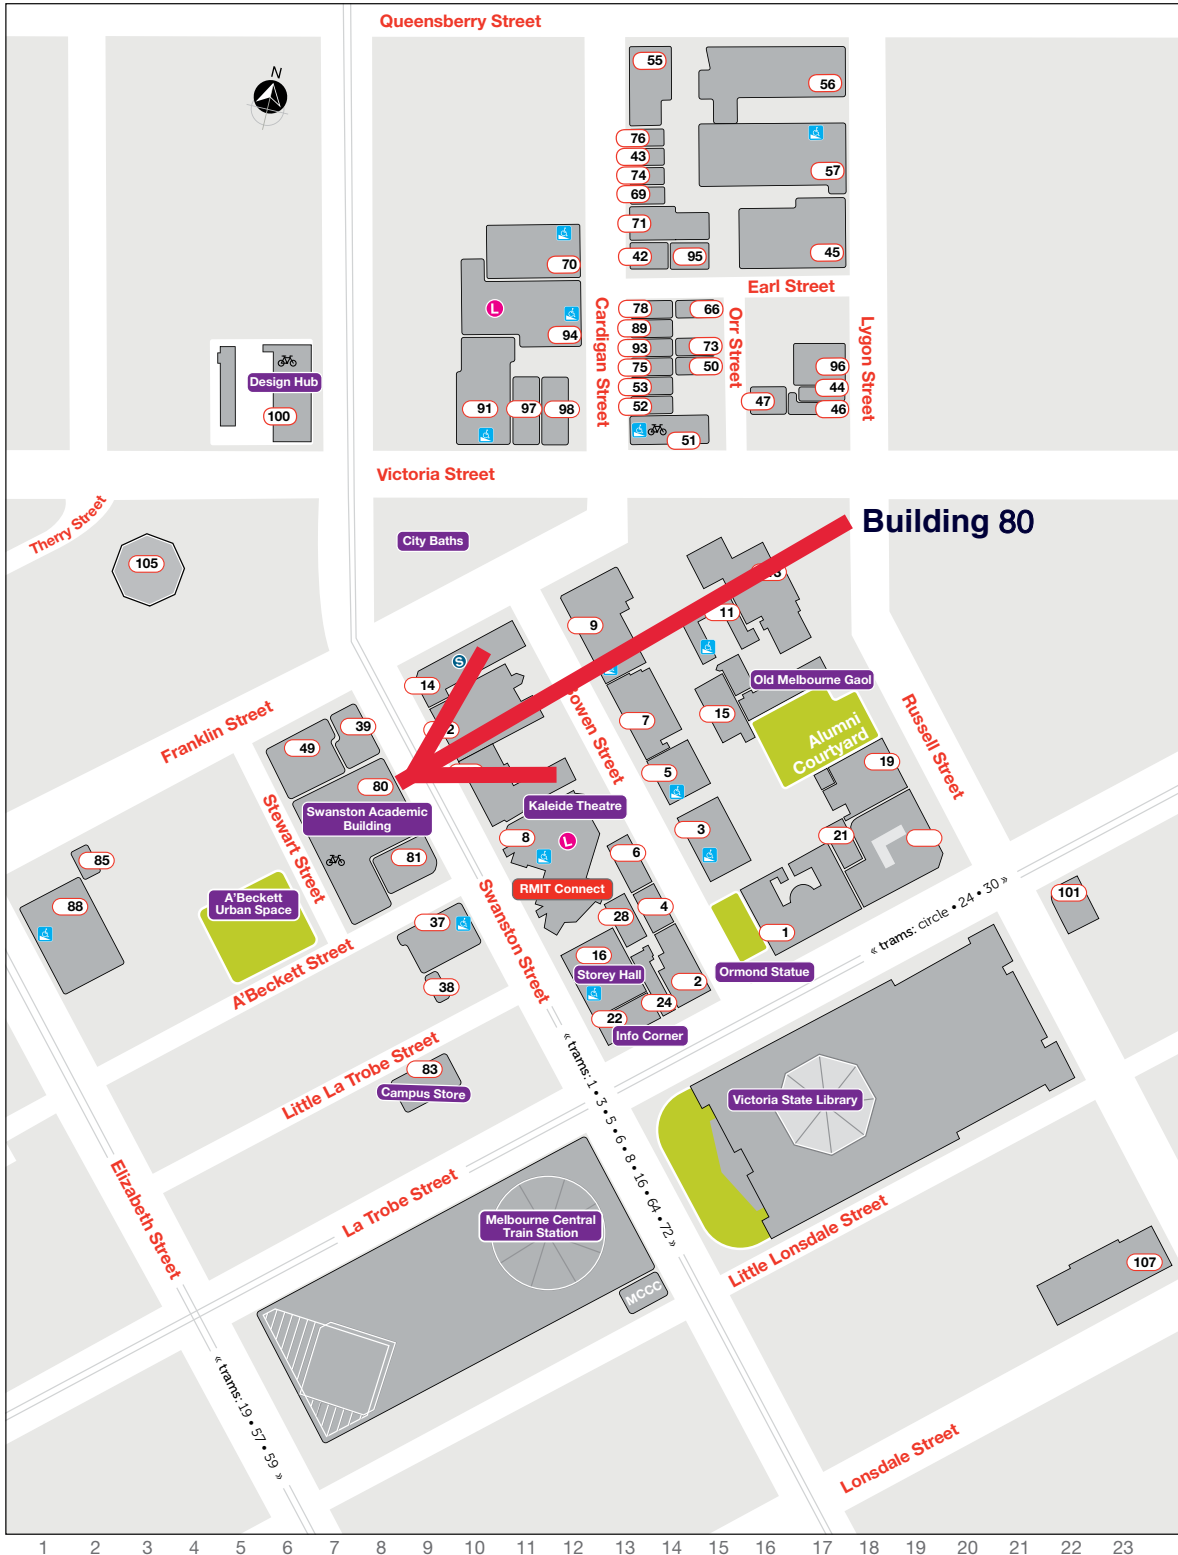 Queensberry Street
N
55
56
76
43
74
69
57
71
42
95
45
70
Earl Street
L
94
78
66
89
93
73
75
50
53
52
51
Cardigan Street
Orr Street
Lygon Street
96
44
47
46
Design Hub
100
91
97
98
Victoria Street
Therry Street
City Baths
Building 80
105
9
11
S
14
Old Melbourne Gaol
15
7
Alumni
Courtyard
Russell Street
Franklin Street
39
49
5
19
80
Swanston Academic
Building
Stewart Street
Kaleide Theatre
8
L
3
21
6
81
85
88
RMIT Connect
101
A'Beckett
Urban Space
37
28
4
1
« trams: circle • 24 • 30 »
A'Beckett Street
Swanston Street
16
Storey Hall
Ormond Statue
38
2
24
22
Info Corner
Little La Trobe Street
83
Campus Store
« trams: 1 • 3 • 5 • 6 • 8 • 16 • 64 • 72 »
Victoria State Library
Elizabeth Street
La Trobe Street
Melbourne Central
Train Station
Little Lonsdale Street
107
MCCC
« trams: 19 • 57 • 59 »
Lonsdale Street
1 2 3 4 5 6 7 8 9 10 11 12 13 14 15 16 17 18 19 20 21 22 23